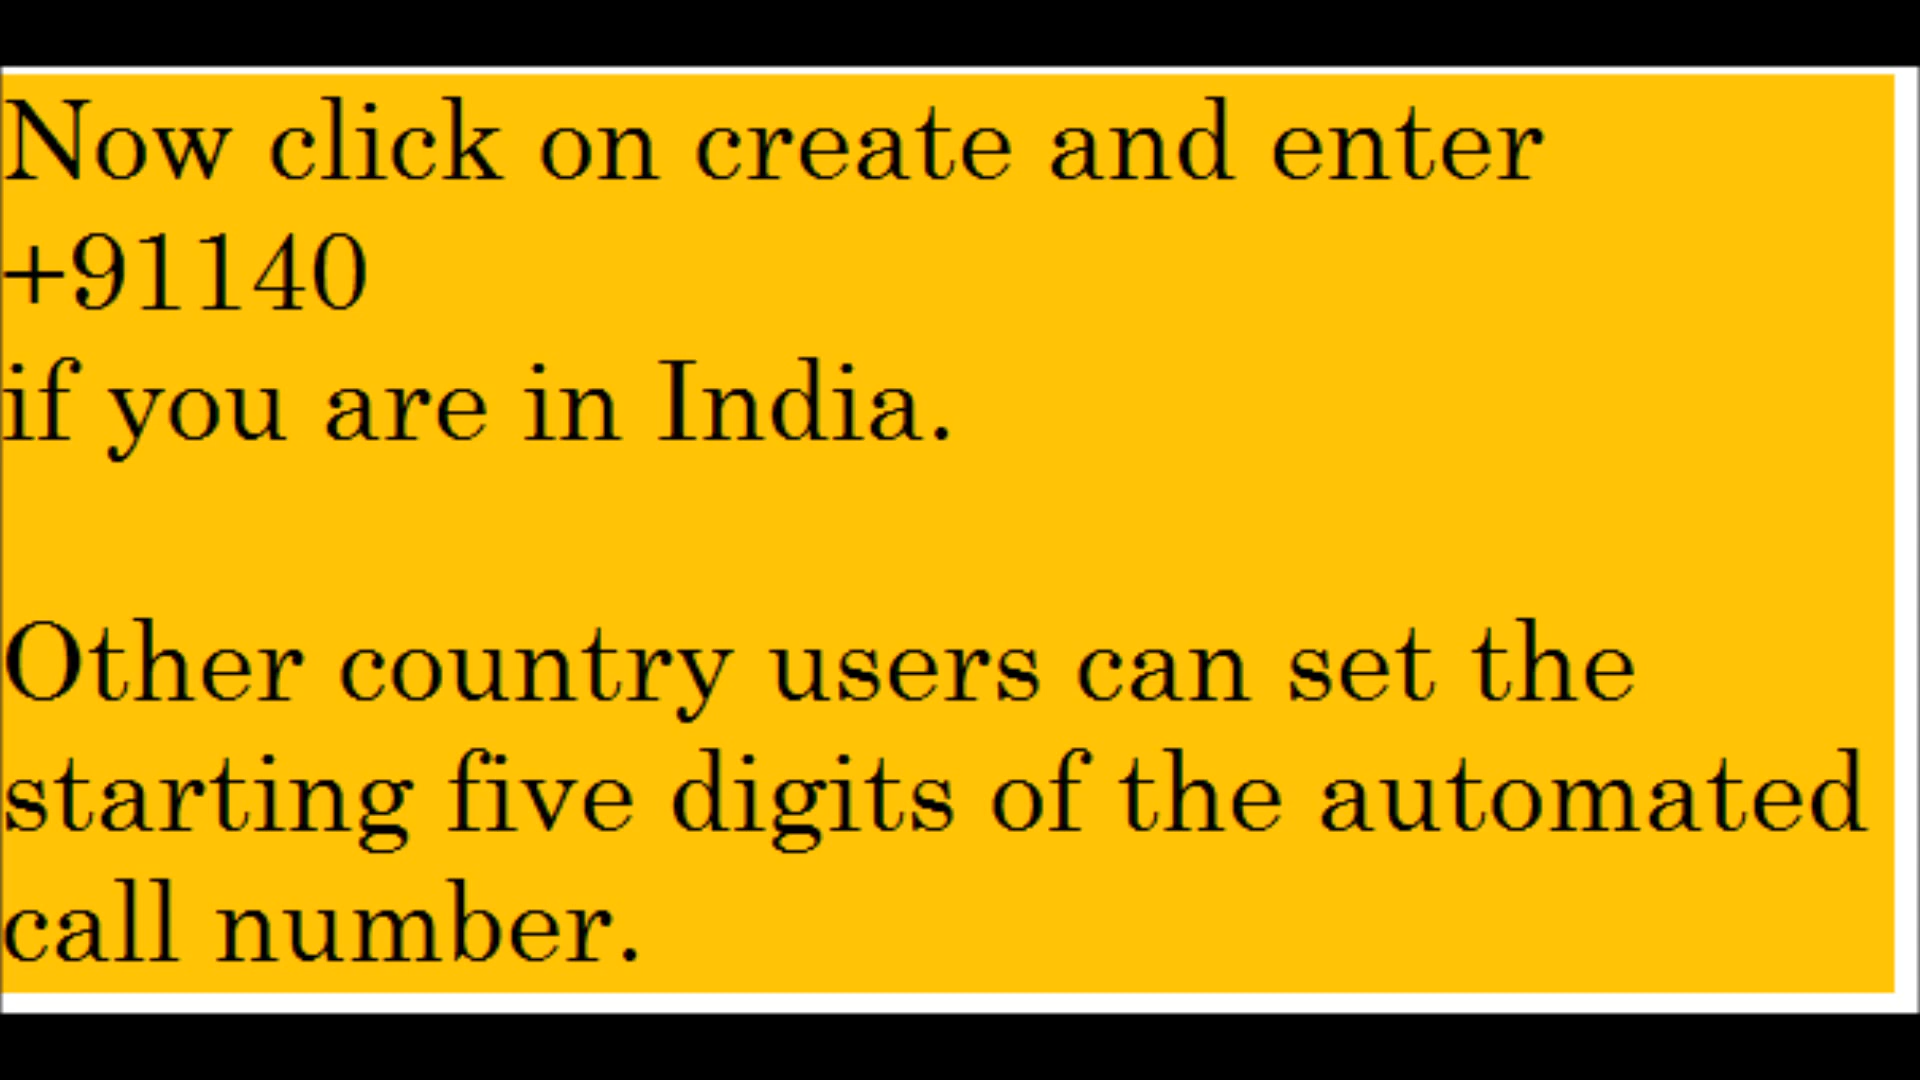 Now click on create and enter
+91140
if you are in India.
Other country users can set the
starting five digits of the automated
call number.